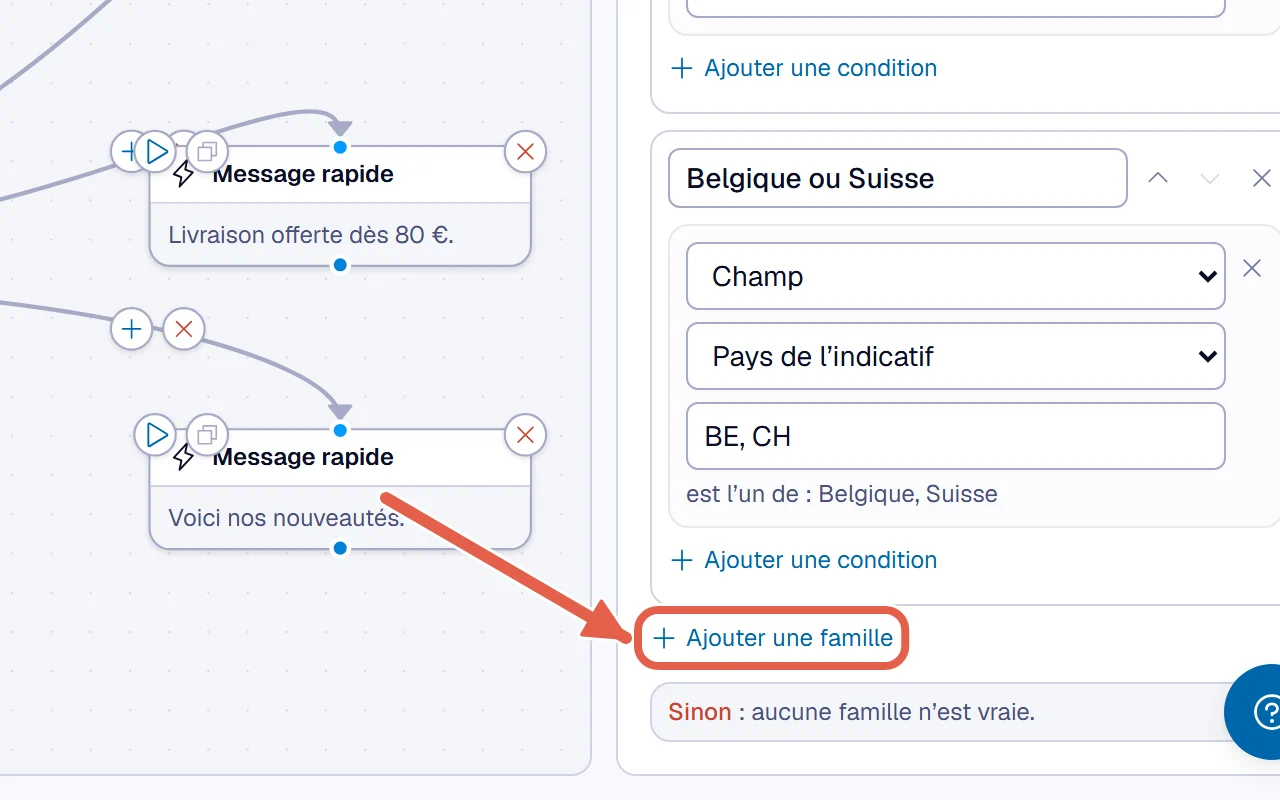 Ajouter une condition
Message rapide
Livraison offerte dès 80 €.
Belgique ou Suisse
Champ
Pays de l’indicatif
BE, CH
est l’un de : Belgique, Suisse
Message rapide
Voici nos nouveautés.
Ajouter une condition
Ajouter une famille
Sinon : aucune famille n’est vraie.